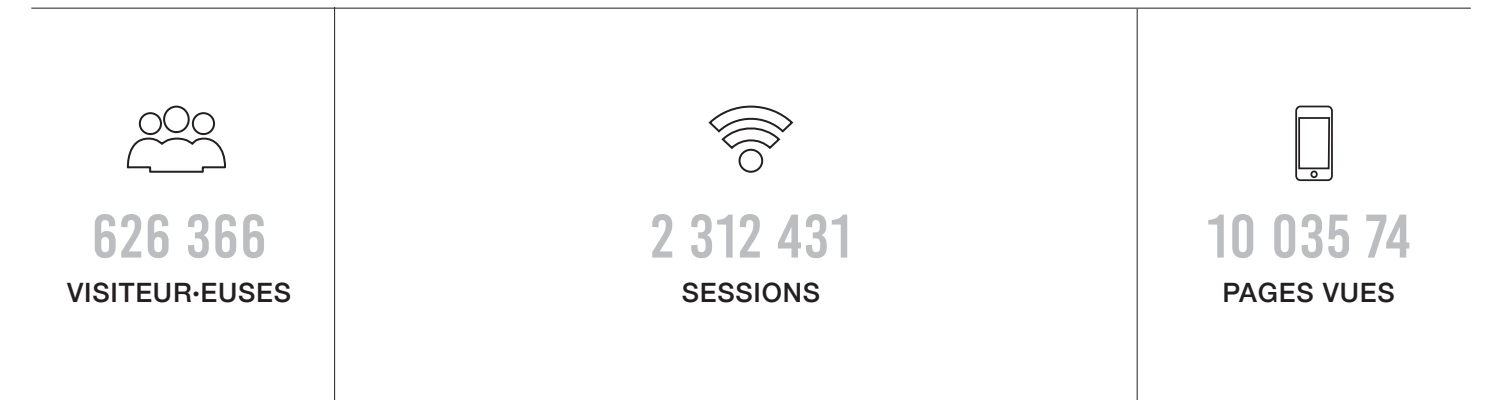 626 366
VISITEUR·EUSES
2 312 431
SESSIONS
10 035 74
PAGES VUES